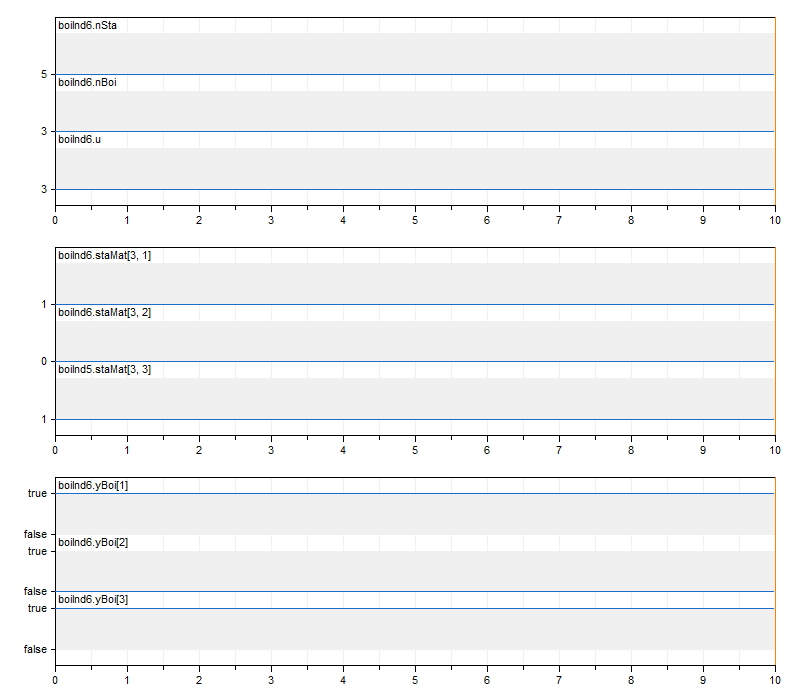 boiInd6.nSta
5
boiInd6.nBoi
3
boiInd6.u
3
0 1 2 3 4 5 6 7 8 9 10
boiInd6.staMat[3, 1]
1
boiInd6.staMat[3, 2]
0
boiInd5.staMat[3, 3]
1
0 1 2 3 4 5 6 7 8 9 10
boiInd6.yBoi[1]
true
false
boiInd6.yBoi[2]
true
false
boiInd6.yBoi[3]
true
false
0 1 2 3 4 5 6 7 8 9 10